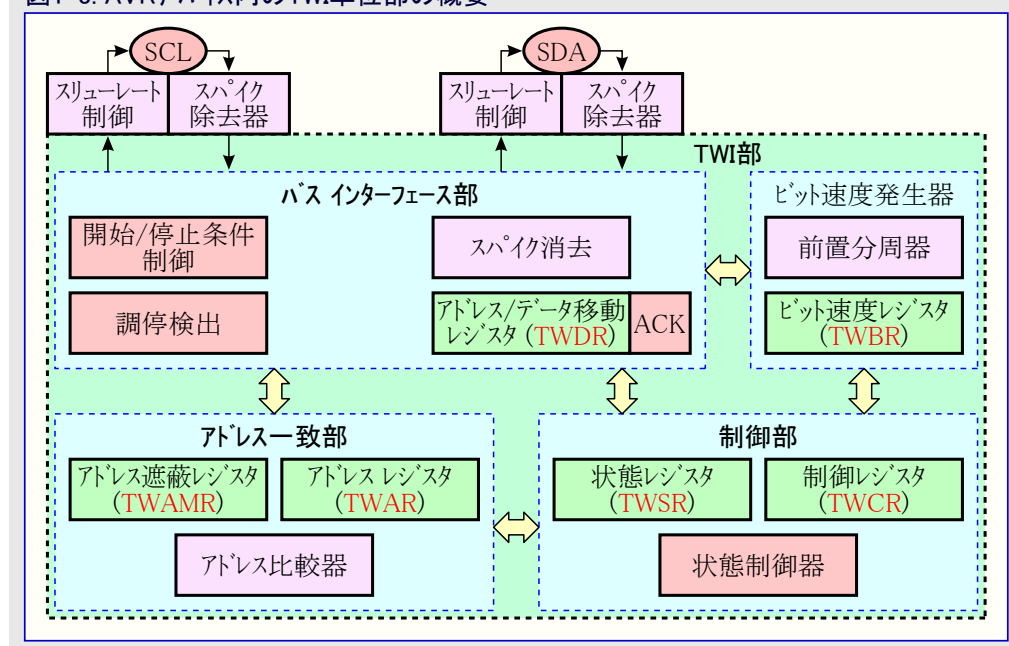 SCL
SDA
スリューレート
制御
スパイク
除去器
スリューレート
制御
スパイク
除去器
TWI部
バス インターフェース部
開始/停止条件
制御
スパイク消去
調停検出
アドレス/データ移動
レジスタ (TWDR)
ACK
ビット速度発生器
前置分周器
ビット速度レジスタ
(TWBR)
アドレス一致部
アドレス遮蔽レジスタ
(TWAMR)
アドレス レジスタ
(TWAR)
アドレス比較器
制御部
状態レジスタ
(TWSR)
制御レジスタ
(TWCR)
状態制御器